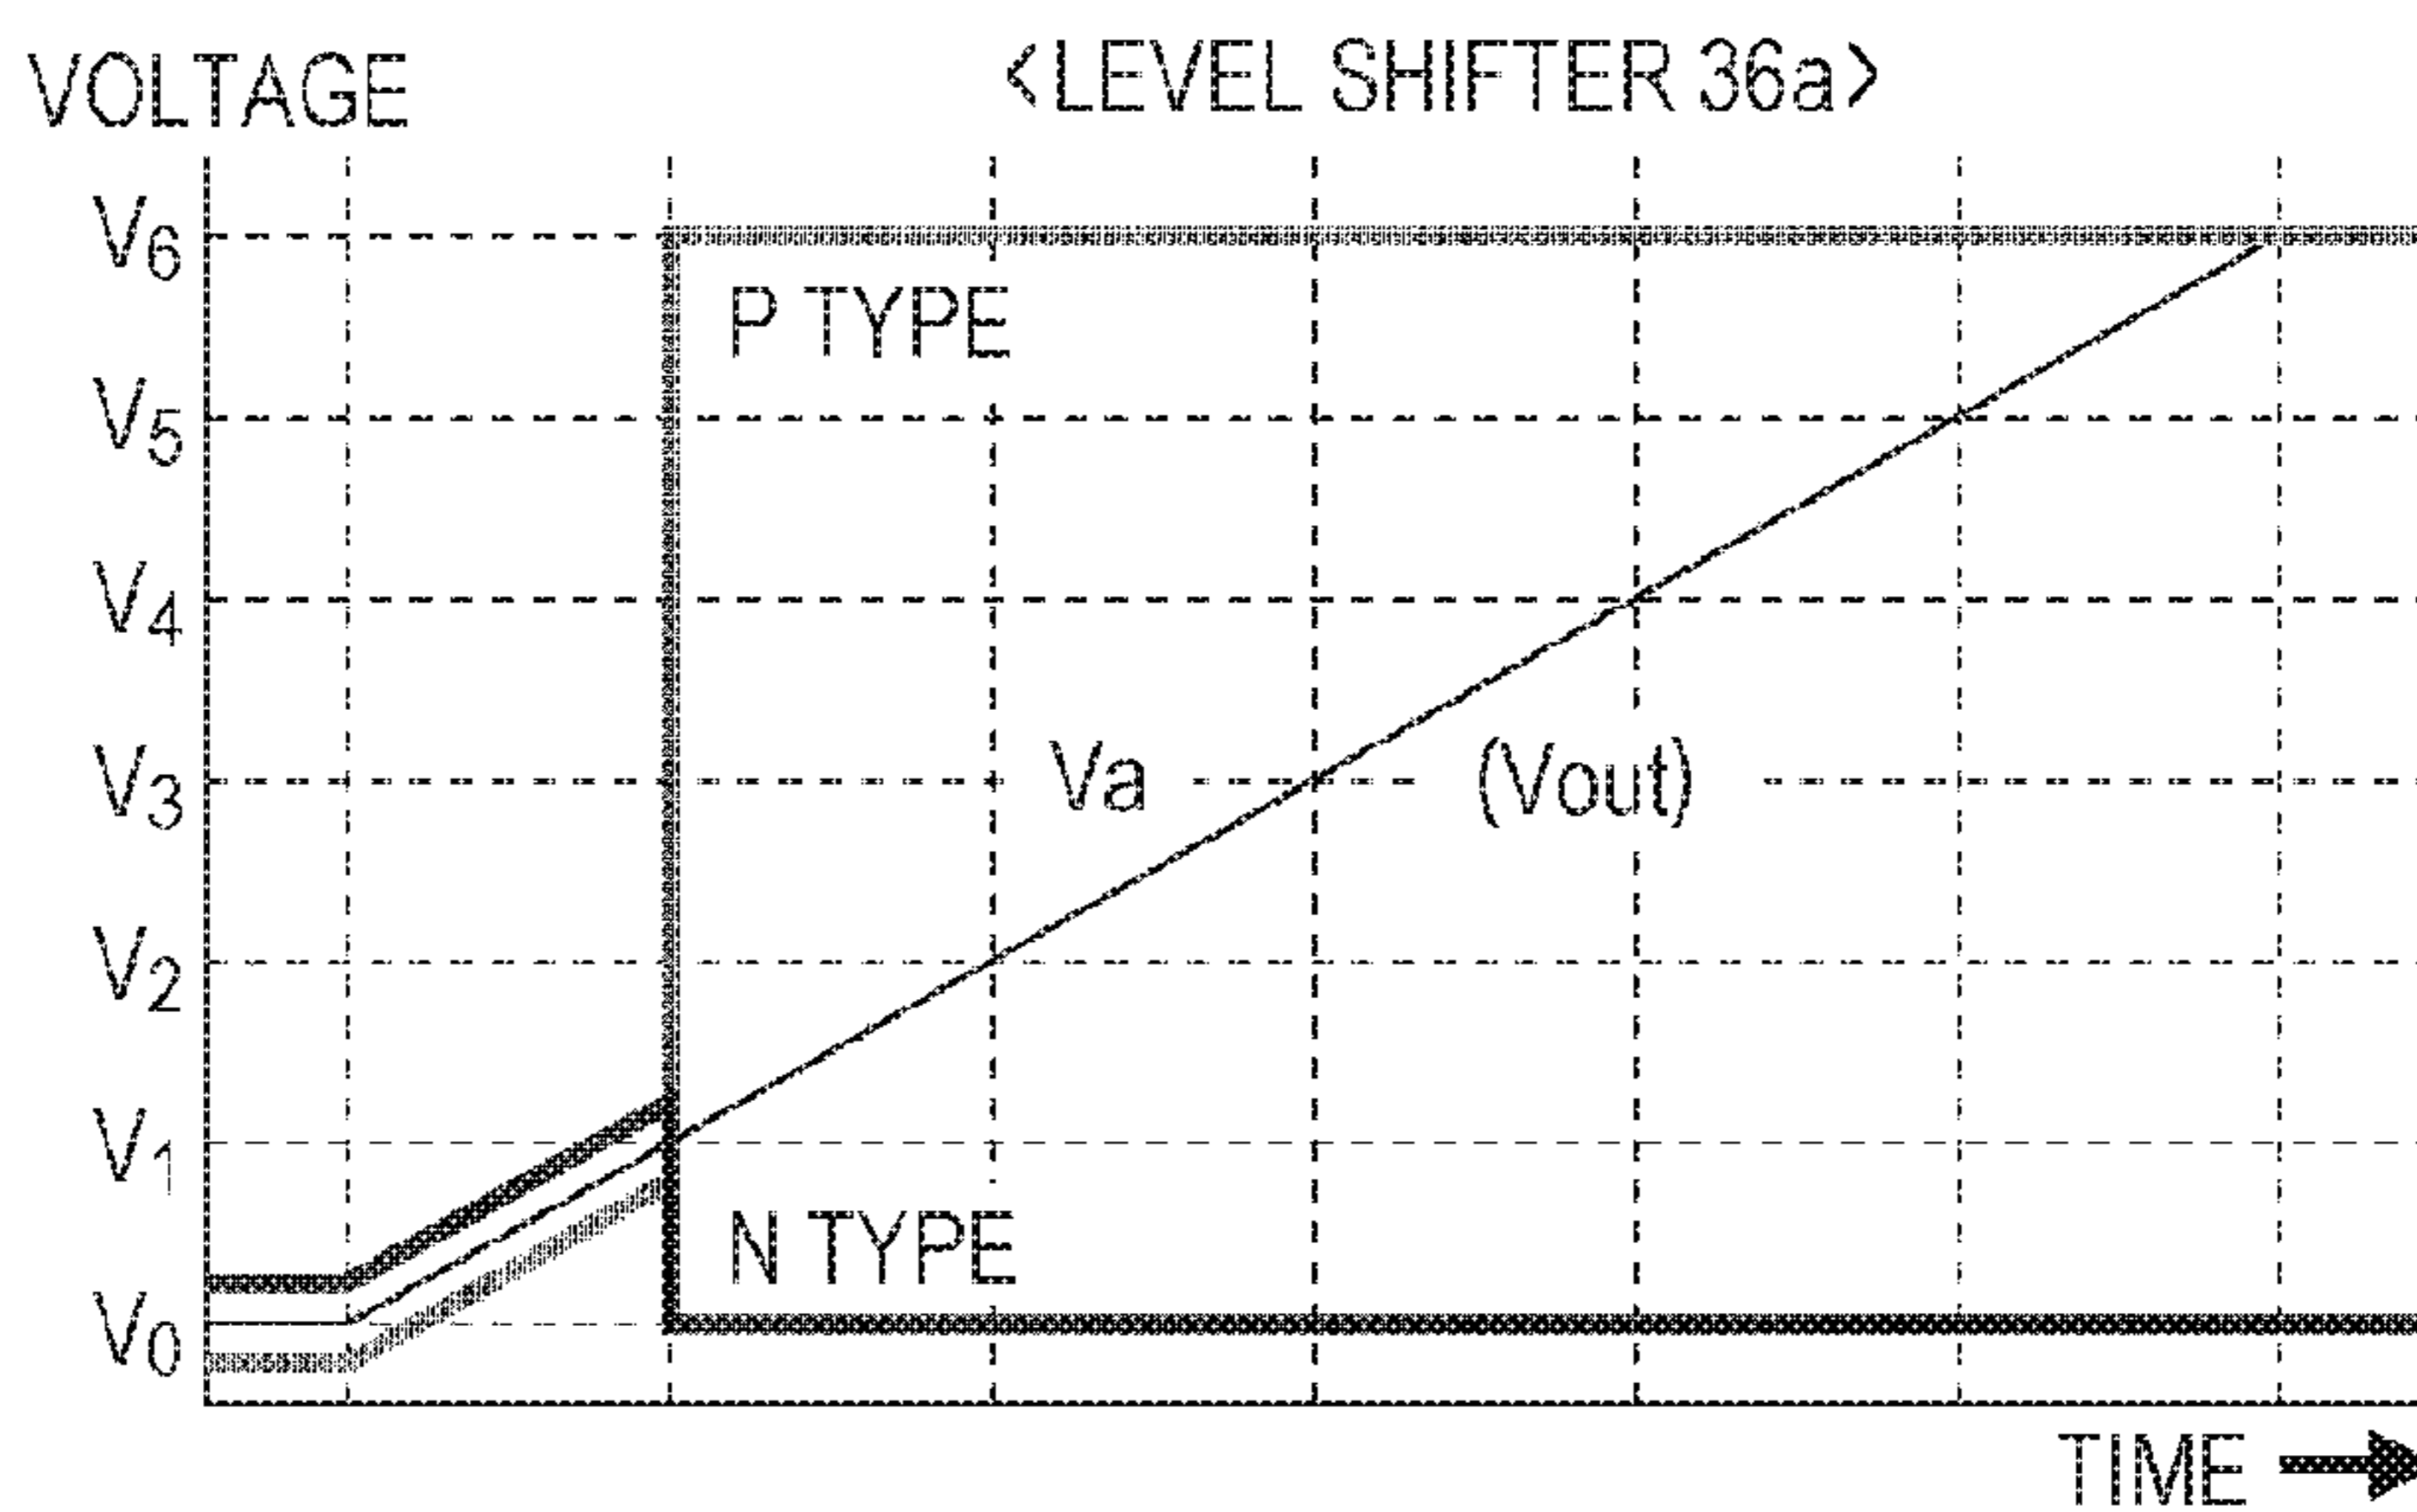 VOLTAGE
<LEVEL SHIFTER 36a>
V6
P TYPE
V5
V4
V3
Va
(Vout)
V2
V1
N TYPE
V0
TIME